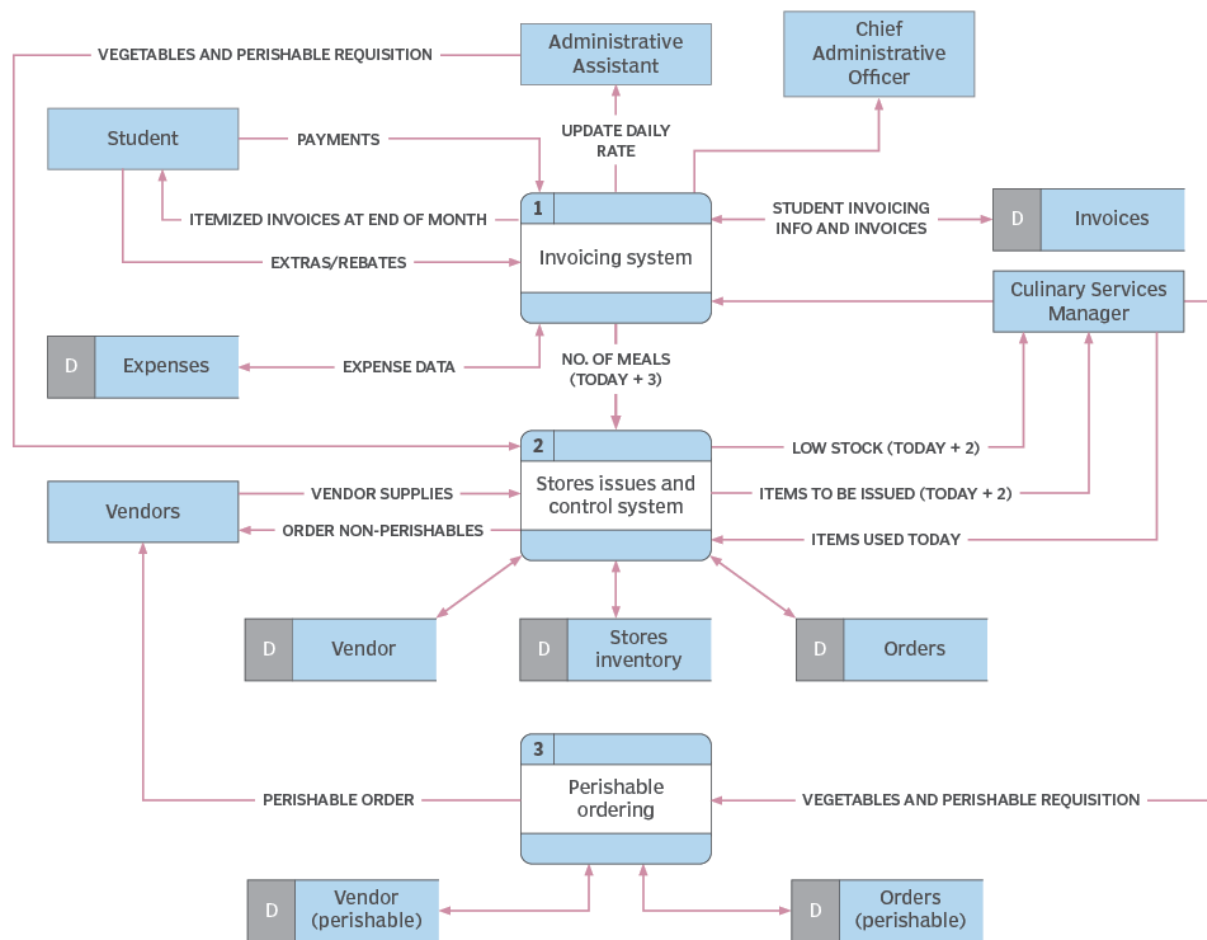 VEGETABLES AND PERISHABLE REQUISITION
Administrative
Assistant
Chief
Administrative
Officer
Student
PAYMENTS
UPDATE DAILY
RATE
ITEMIZED INVOICES AT END OF MONTH
1
Invoicing system
STUDENT INVOICING
INFO AND INVOICES
D
Invoices
EXTRAS/REBATES
Culinary Services
Manager
D
Expenses
EXPENSE DATA
NO. OF MEALS
(TODAY + 3)
2
Stores issues and
control system
LOW STOCK (TODAY + 2)
Vendors
VENDOR SUPPLIES
ITEMS TO BE ISSUED (TODAY + 2)
ORDER NON-PERISHABLES
ITEMS USED TODAY
D
Vendor
D
Stores
inventory
D
Orders
3
Perishable
ordering
PERISHABLE ORDER
VEGETABLES AND PERISHABLE REQUISITION
D
Vendor
(perishable)
D
Orders
(perishable)